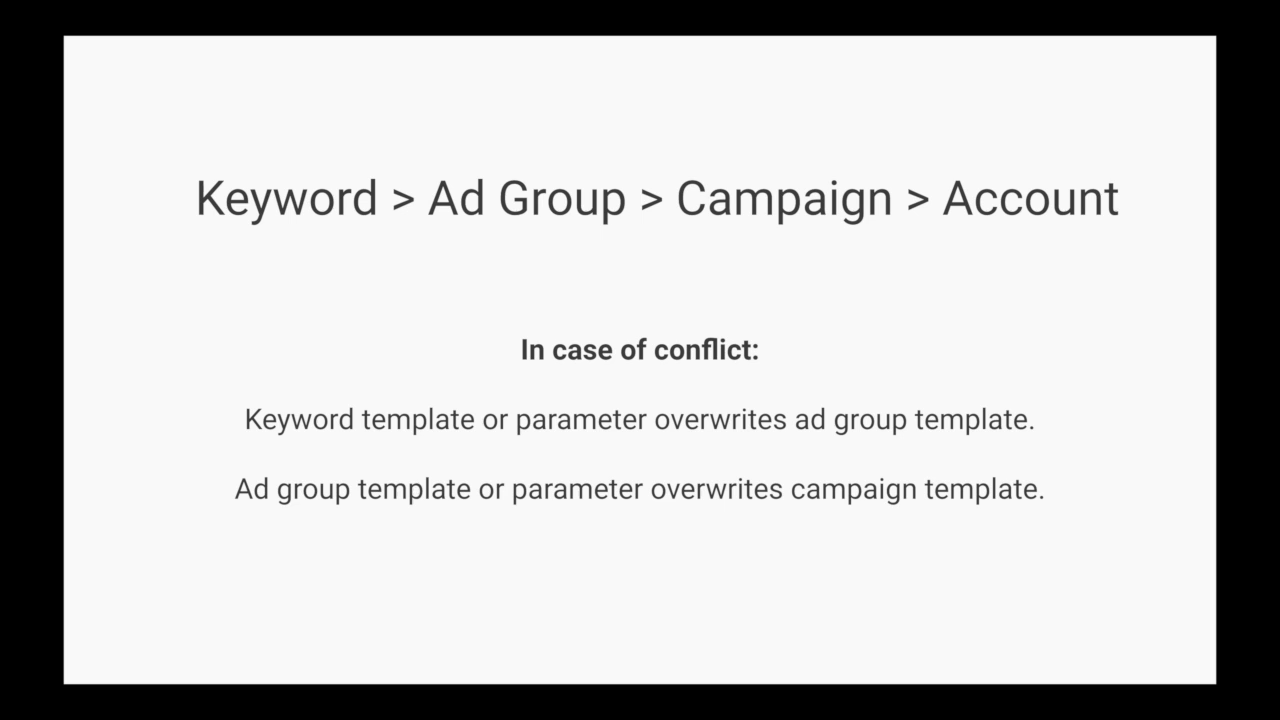 Keyword > Ad Group > Campaign > Account
In case of conflict:
Keyword template or parameter overwrites ad group template.
Ad group template or parameter overwrites campaign template.